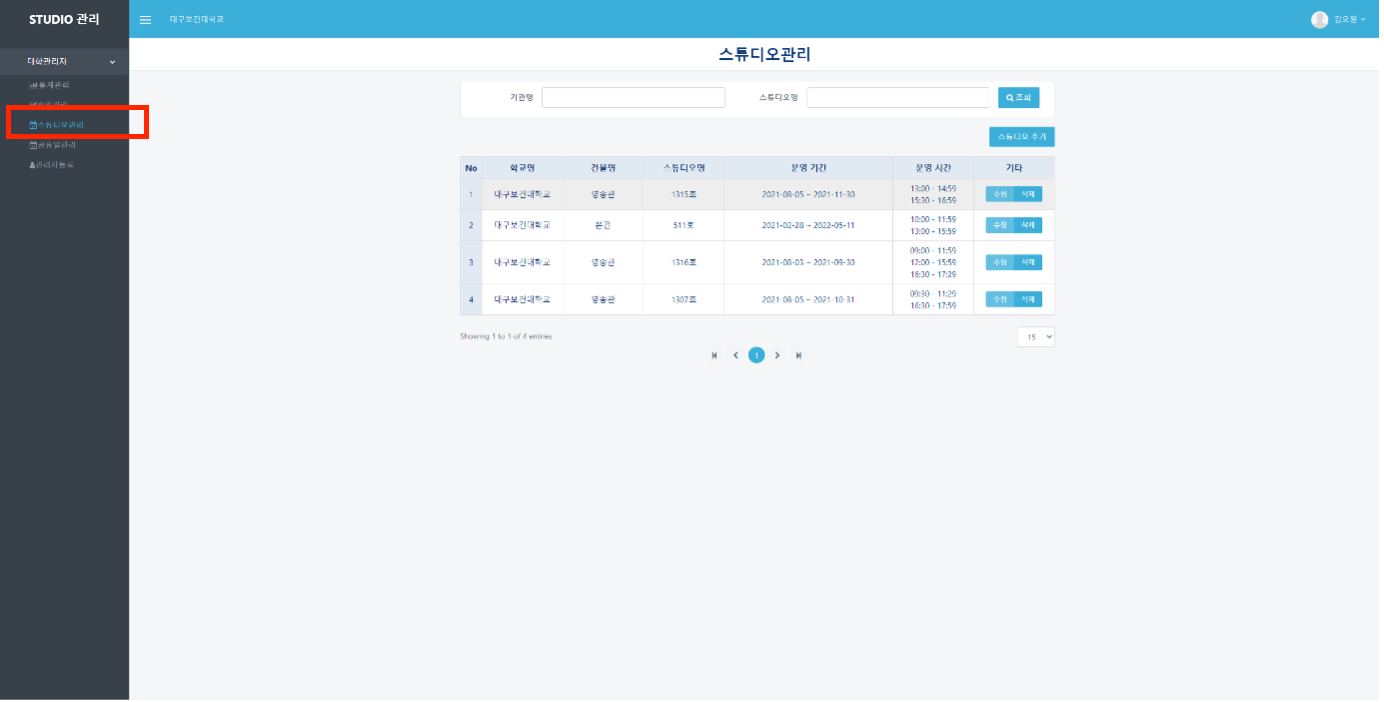 STUDIO 관리
대구보건대학교
김오일
대학관리자
통계관리
스튜디오관리
공휴일관리
관리자등록
스튜디오관리
기관명
스튜디오명
조회
스튜디오 추가
No 학교명 건물명 스튜디오명 운영 기간 운영 시간 기타
1 대구보건대학교 영송관 1315호 2021-08-05 ~ 2021-11-30 13:00 - 14:59 수정 삭제
15:30 - 16:59
2 대구보건대학교 본관 511호 2021-02-28 ~ 2022-05-11 10:00 - 11:59 수정 삭제
13:00 - 15:59
3 대구보건대학교 영송관 1316호 2021-08-03 ~ 2021-09-30 09:00 - 11:59 수정 삭제
12:00 - 15:59
16:30 - 17:29
4 대구보건대학교 영송관 1307호 2021-08-05 ~ 2021-10-31 09:30 - 11:29 수정 삭제
16:30 - 17:59
Showing 1 to 1 of 4 entries
15
1